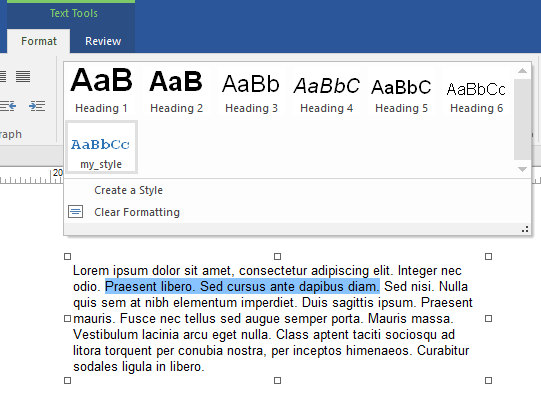 Text Tools
Format Review
AaB AaB AaBb AaBbC AaBbC AaBbCc
Heading 1 Heading 2 Heading 3 Heading 4 Heading 5 Heading 6
AaBbCc
my_style
Create a Style
Clear Formatting
Lorem ipsum dolor sit amet, consectetur adipiscing elit. Integer nec
odio. Praesent libero. Sed cursus ante dapibus diam. Sed nisi. Nulla
quis sem at nibh elementum imperdiet. Duis sagittis ipsum. Praesent
mauris. Fusce nec tellus sed augue semper porta. Mauris massa.
Vestibulum lacinia arcu eget nulla. Class aptent taciti sociosqu ad
litora torquent per conubia nostra, per inceptos himenaeos. Curabitur
sodales ligula in libero.